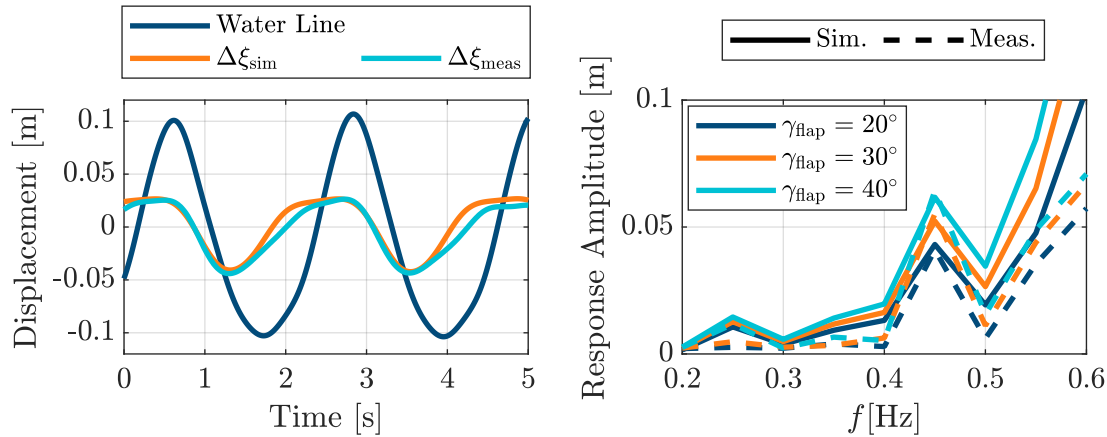 Water Line
Δξsim Δξmeas
Displacement [m]
0.1
0.05
0
-0.05
-0.1
0 1 2 3 4 5
Time [s]
Sim. Meas.
Response Amplitude [m]
0.1
0.05
0
γflap = 20°
γflap = 30°
γflap = 40°
0.2 0.3 0.4 0.5 0.6
f[Hz]